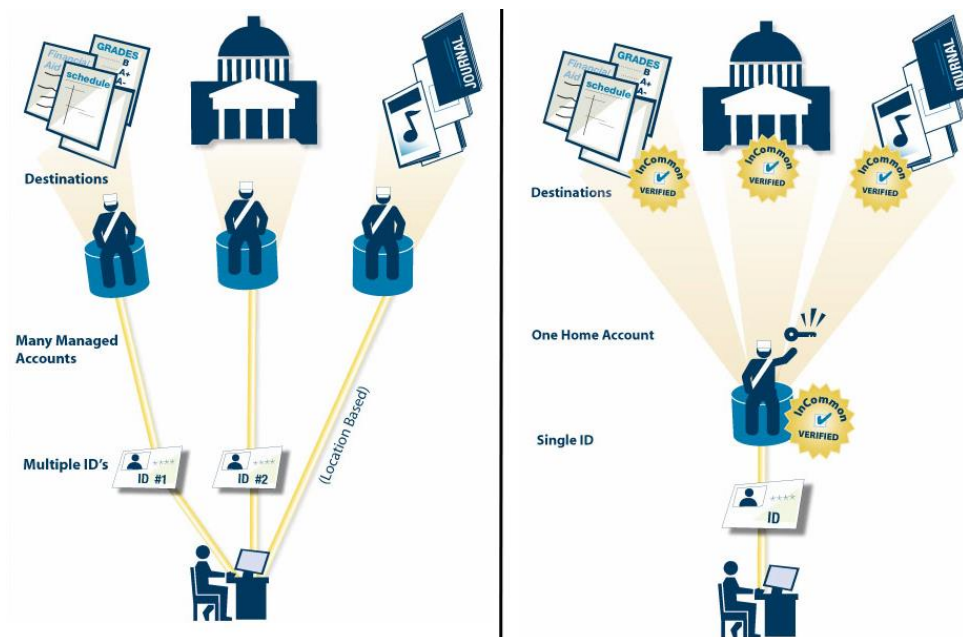 Financial
Aid
GRADES
B
A+
A-
schedule
JOURNAL
Destinations
Many Managed
Accounts
(Location Based)
Multiple ID's
****
ID #1
****
ID #2
Financial
Aid
GRADES
B
A+
A-
schedule
JOURNAL
InCommon
VERIFIED
InCommon
VERIFIED
InCommon
VERIFIED
Destinations
One Home Account
InCommon
VERIFIED
Single ID
****
ID